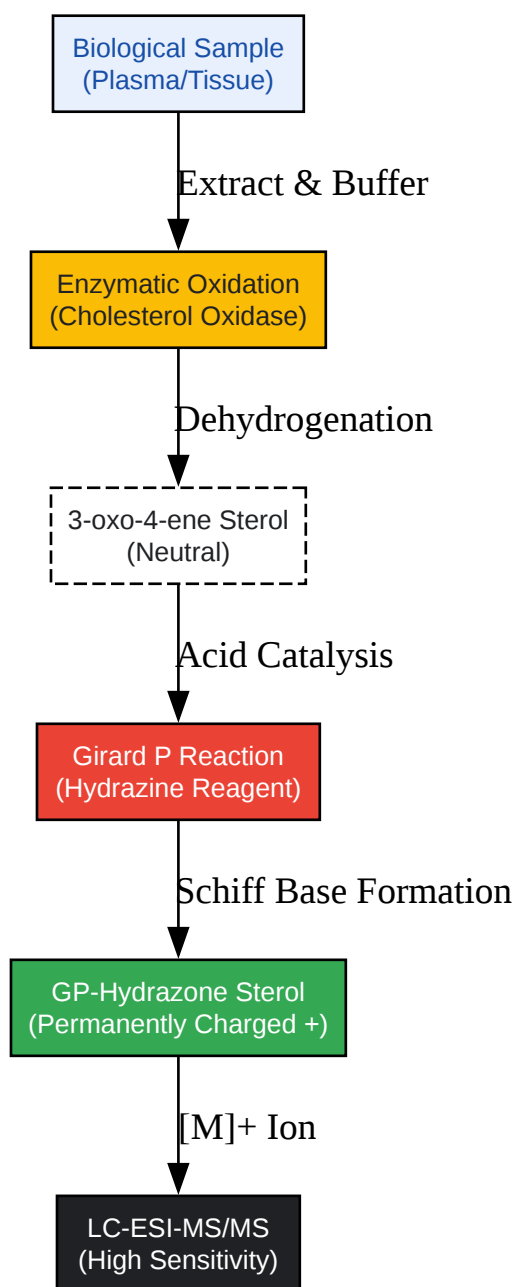 Biological Sample
(Plasma/Tissue)
Extract & Buffer
Enzymatic Oxidation
(Cholesterol Oxidase)
Dehydrogenation
3-oxo-4-ene Sterol
(Neutral)
Acid Catalysis
Girard P Reaction
(Hydrazine Reagent)
Schiff Base Formation
GP-Hydrazone Sterol
(Permanently Charged +)
[M]+ Ion
LC-ESI-MS/MS
(High Sensitivity)